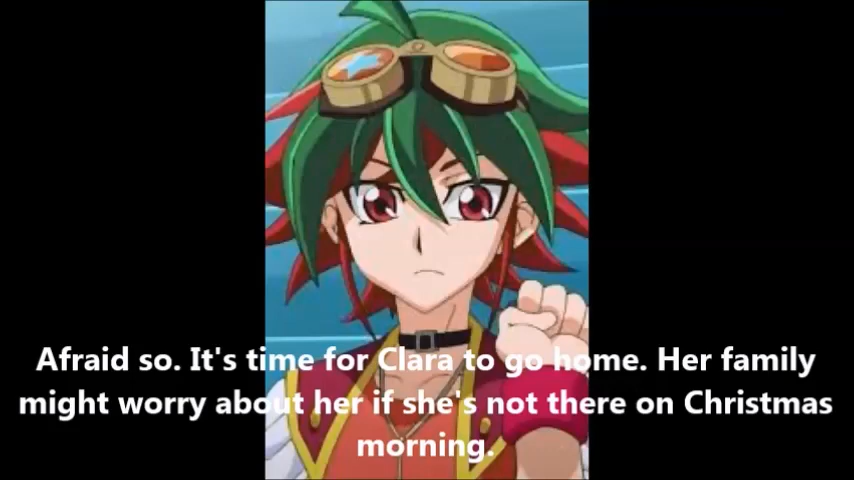 Afraid so. It's time for Clara to go home. Her family
might worry about her if she's not there on Christmas
morning.